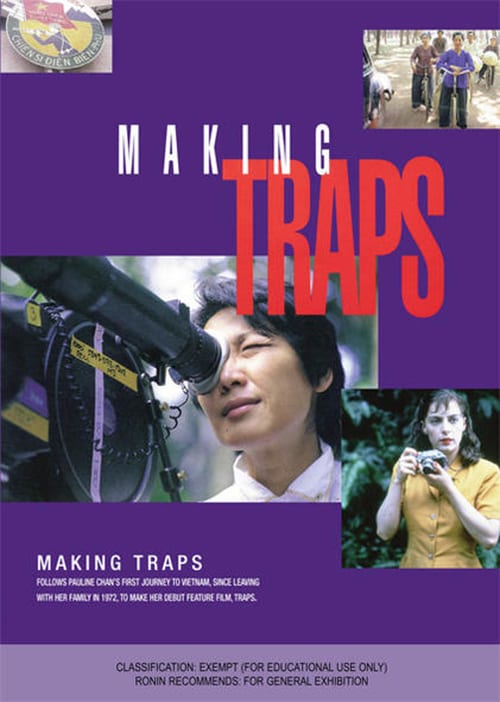 CHIẾN SĨ ĐIỆN BIÊN PHỦ
MAKING
TRAPS
3
MAKING TRAPS
FOLLOWS PAULINE CHAN'S FIRST JOURNEY TO VIETNAM, SINCE LEAVING
WITH HER FAMILY IN 1972, TO MAKE HER DEBUT FEATURE FILM, TRAPS.
CLASSIFICATION: EXEMPT (FOR EDUCATIONAL USE ONLY)
RONIN RECOMMENDS: FOR GENERAL EXHIBITION